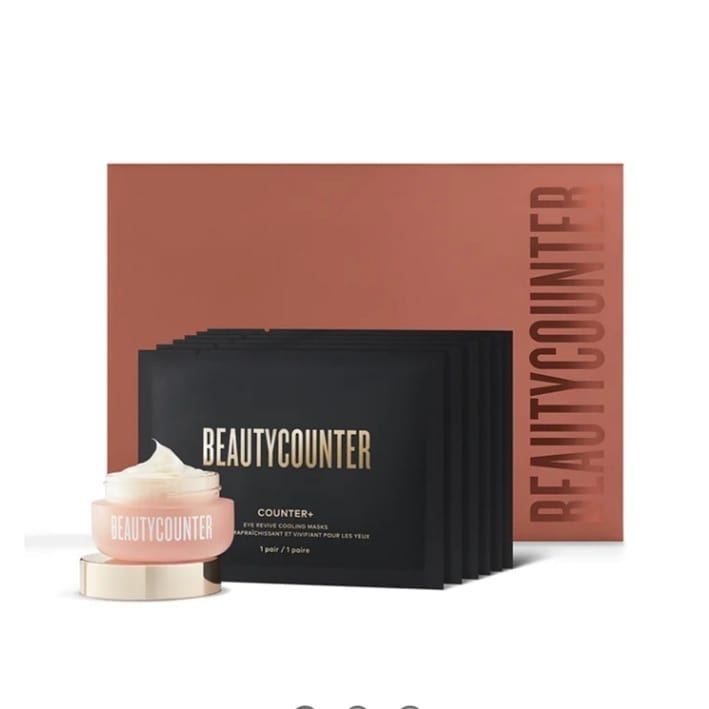 BEAUTYCOUNTER
BEAUTYCOUNTER
COUNTER+
EYE REVIVE COOLING MASKS
RAFRAÎCHISSANT ET VIVIFIANT POUR LES YEUX
1 pair / 1 paire
BEAUTYCOUNTER